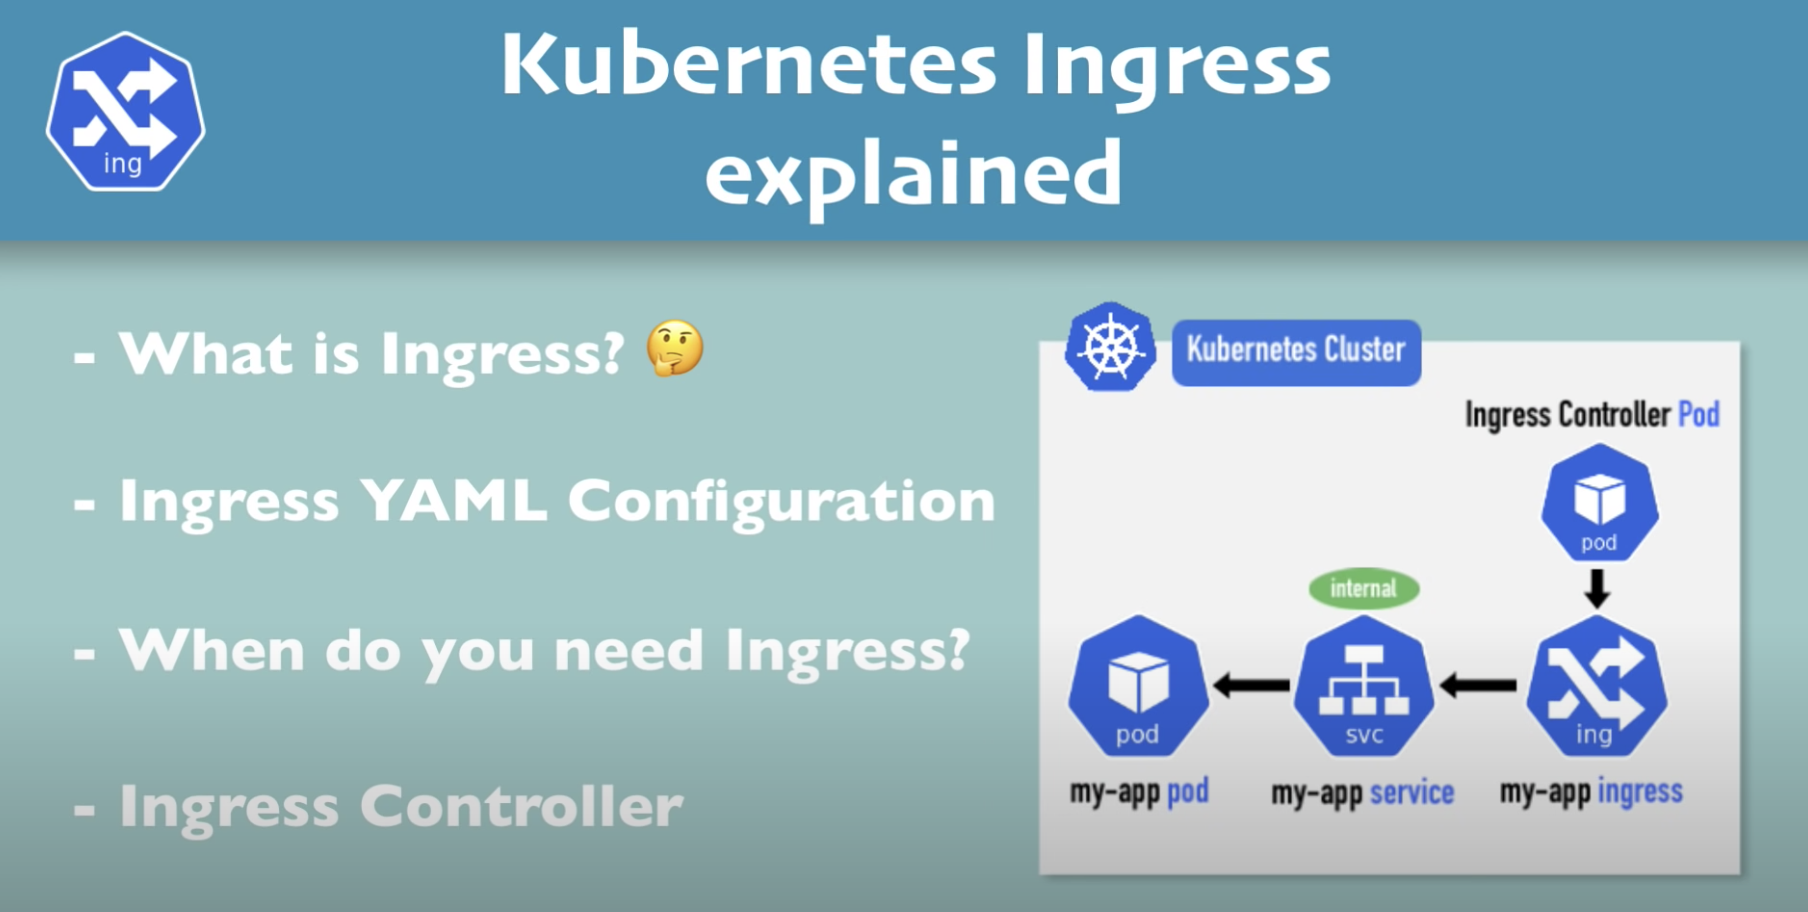 Kubernetes Ingress
explained
ing
- What is Ingress? 🤔
- Ingress YAML Configuration
- When do you need Ingress?
- Ingress Controller
Kubernetes Cluster
Ingress Controller Pod
pod
internal
pod
svc
ing
my-app pod
my-app service
my-app ingress